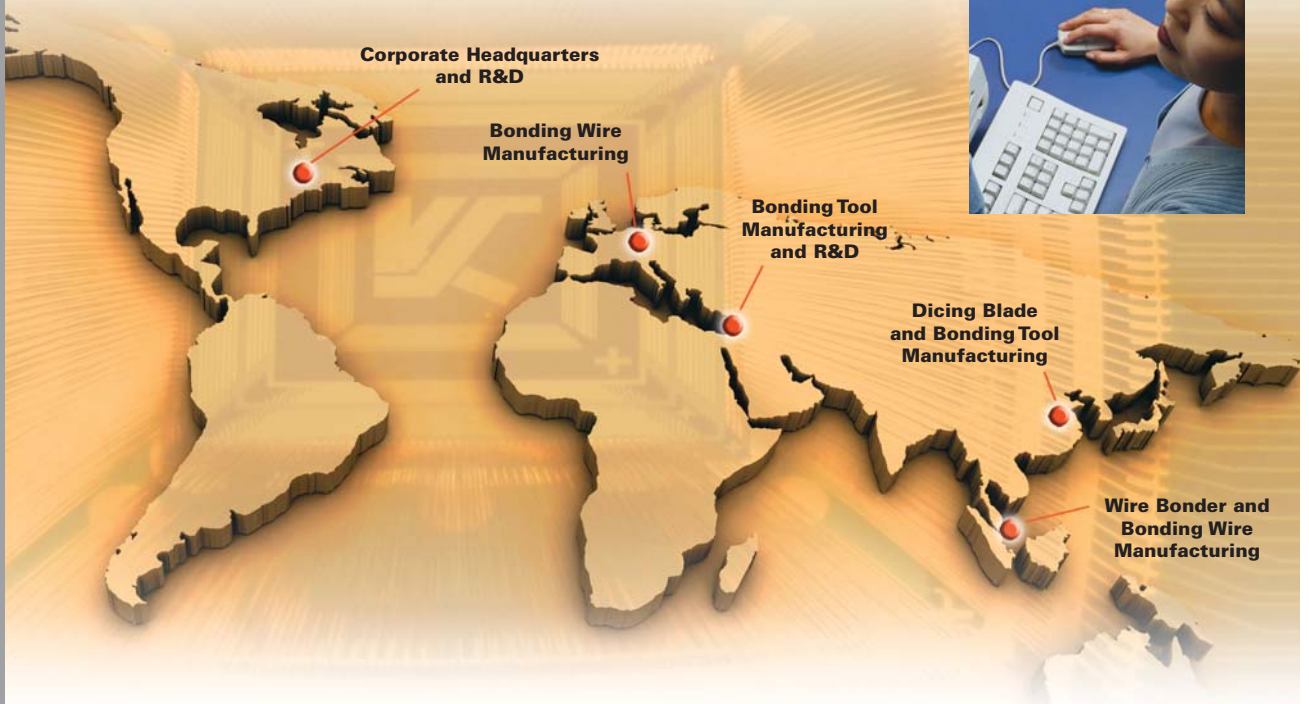 Corporate Headquarters
and R&D
Bonding Wire
Manufacturing
Bonding Tool
Manufacturing
and R&D
Dicing Blade
and Bonding Tool
Manufacturing
Wire Bonder and
Bonding Wire
Manufacturing